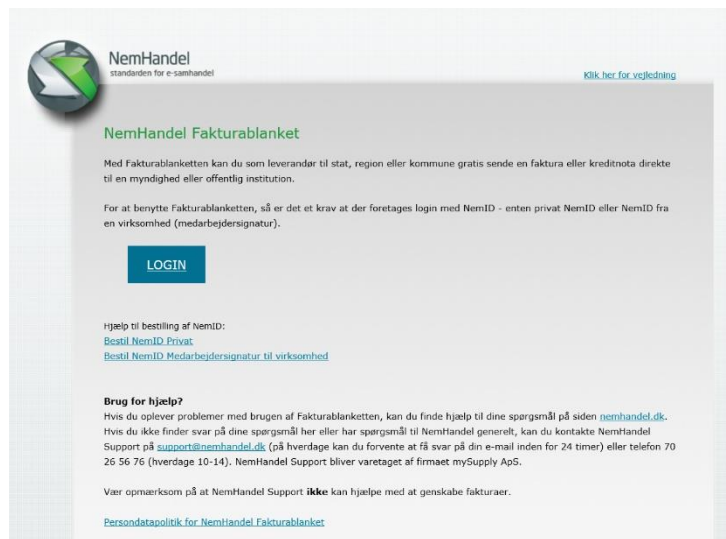 NemHandel
standarden for e-samhandel
Klik her for vejledning
NemHandel Fakturablanket
Med Fakturablanketten kan du som leverandør til stat, region eller kommune gratis sende en faktura eller kreditnota direkte
til en myndighed eller offentlig institution.
For at benytte Fakturablanketten, så er det et krav at der foretages login med NemID - enten privat NemID eller NemID fra
en virksomhed (medarbejdersignatur).
LOGIN
Hjælp til bestilling af NemID:
Bestil NemID Privat
Bestil NemID Medarbejdersignatur til virksomhed
Brug for hjælp?
Hvis du oplever problemer med brugen af Fakturablanketten, kan du finde hjælp til dine spørgsmål på siden nemhandel.dk.
Hvis du ikke finder svar på dine spørgsmål her eller har spørgsmål til NemHandel generelt, kan du kontakte NemHandel
Support på support@nemhandel.dk (på hverdage kan du forvente at få svar på din e-mail inden for 24 timer) eller telefon 70
26 56 76 (hverdage 10-14). NemHandel Support bliver varetaget af firmaet mySupply ApS.
Vær opmærksom på at NemHandel Support ikke kan hjælpe med at genskabe fakturaer.
Persondatapolitik for NemHandel Fakturablanket